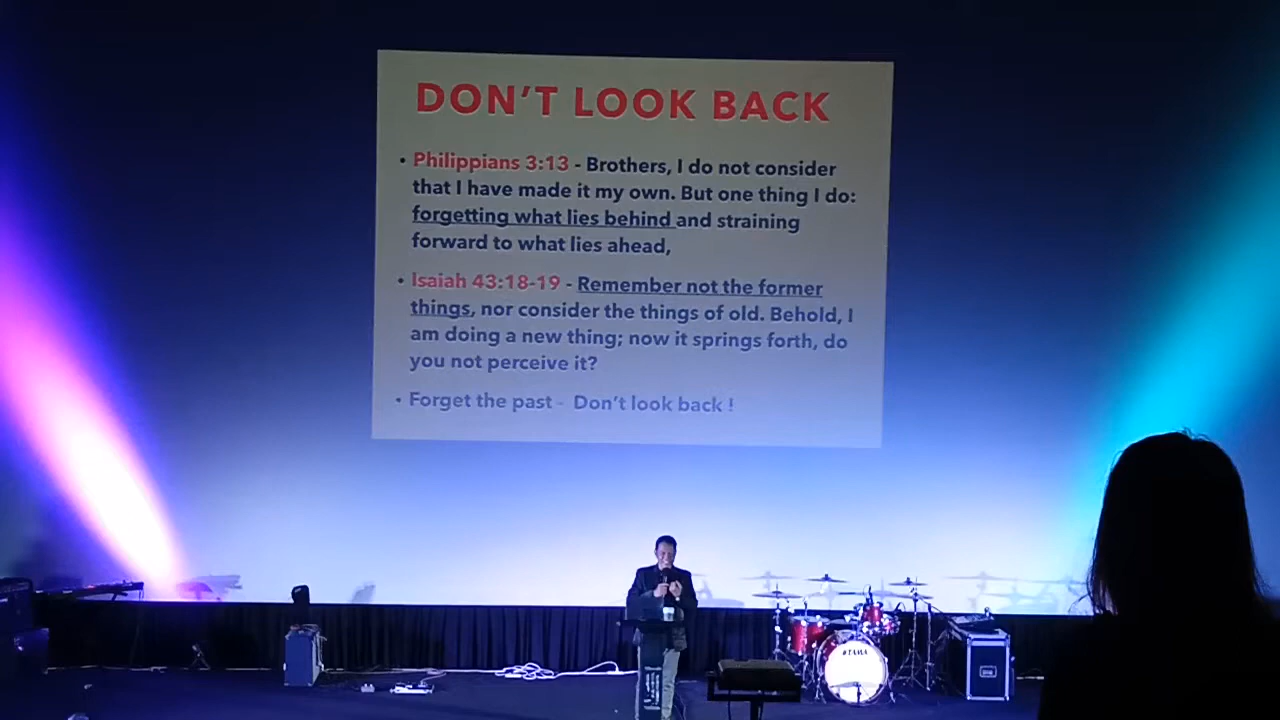 DON'T LOOK BACK
• Philippians 3:13 - Brothers, I do not consider
that I have made it my own. But one thing I do:
forgetting what lies behind and straining
forward to what lies ahead,
• Isaiah 43:18-19 - Remember not the former
things, nor consider the things of old. Behold, I
am doing a new thing; now it springs forth, do
you not perceive it?
• Forget the past - Don't look back !
TAMA